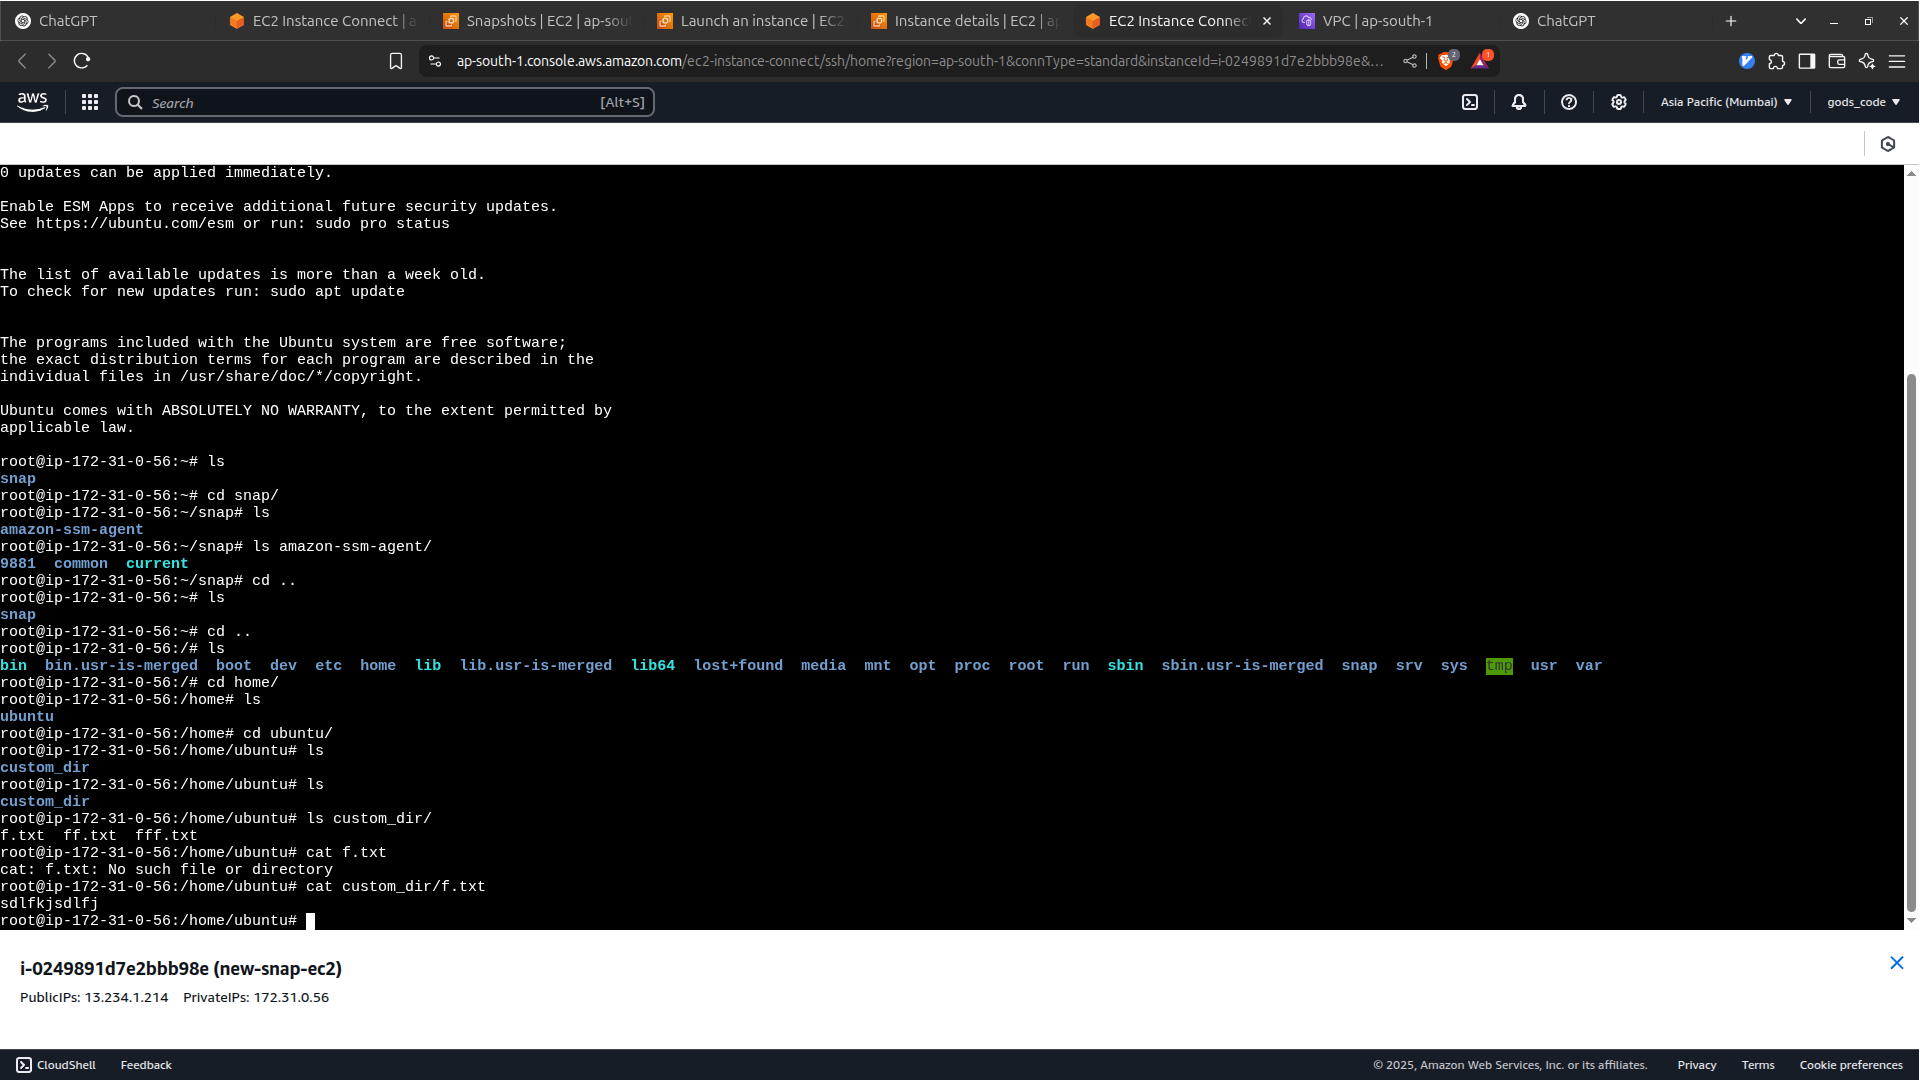 ChatGPT
EC2 Instance Connect | a
Snapshots | EC2 | ap-sou
Launch an instance | EC2
Instance details | EC2 | ap
EC2 Instance Connec
VPC | ap-south-1
ChatGPT
ap-south-1.console.aws.amazon.com/ec2-instance-connect/ssh/home?region=ap-south-1&connType=standard&instanceId=i-0249891d7e2bbb98e&...
2
1
aws
Search
[Alt+S]
Asia Pacific (Mumbai)
gods_code
0 updates can be applied immediately.
Enable ESM Apps to receive additional future security updates.
See https://ubuntu.com/esm or run: sudo pro status
The list of available updates is more than a week old.
To check for new updates run: sudo apt update
The programs included with the Ubuntu system are free software;
the exact distribution terms for each program are described in the
individual files in /usr/share/doc/*/copyright.
Ubuntu comes with ABSOLUTELY NO WARRANTY, to the extent permitted by
applicable law.
root@ip-172-31-0-56:~# ls
snap
root@ip-172-31-0-56:~# cd snap/
root@ip-172-31-0-56:~/snap# ls
amazon-ssm-agent
root@ip-172-31-0-56:~/snap# ls amazon-ssm-agent/
9881  common  current
root@ip-172-31-0-56:~/snap# cd ..
root@ip-172-31-0-56:~# ls
snap
root@ip-172-31-0-56:~# cd ..
root@ip-172-31-0-56:/# ls
bin  bin.usr-is-merged  boot  dev  etc  home  lib  lib.usr-is-merged  lib64  lost+found  media  mnt  opt  proc  root  run  sbin  sbin.usr-is-merged  snap  srv  sys  tmp  usr  var
root@ip-172-31-0-56:/# cd home/
root@ip-172-31-0-56:/home# ls
ubuntu
root@ip-172-31-0-56:/home# cd ubuntu/
root@ip-172-31-0-56:/home/ubuntu# ls
custom_dir
root@ip-172-31-0-56:/home/ubuntu# ls
custom_dir
root@ip-172-31-0-56:/home/ubuntu# ls custom_dir/
f.txt  ff.txt  fff.txt
root@ip-172-31-0-56:/home/ubuntu# cat f.txt
cat: f.txt: No such file or directory
root@ip-172-31-0-56:/home/ubuntu# cat custom_dir/f.txt
sdlfkjsdlfj
root@ip-172-31-0-56:/home/ubuntu#
i-0249891d7e2bbb98e (new-snap-ec2)
PublicIPs: 13.234.1.214    PrivateIPs: 172.31.0.56
CloudShell
Feedback
© 2025, Amazon Web Services, Inc. or its affiliates.
Privacy
Terms
Cookie preferences